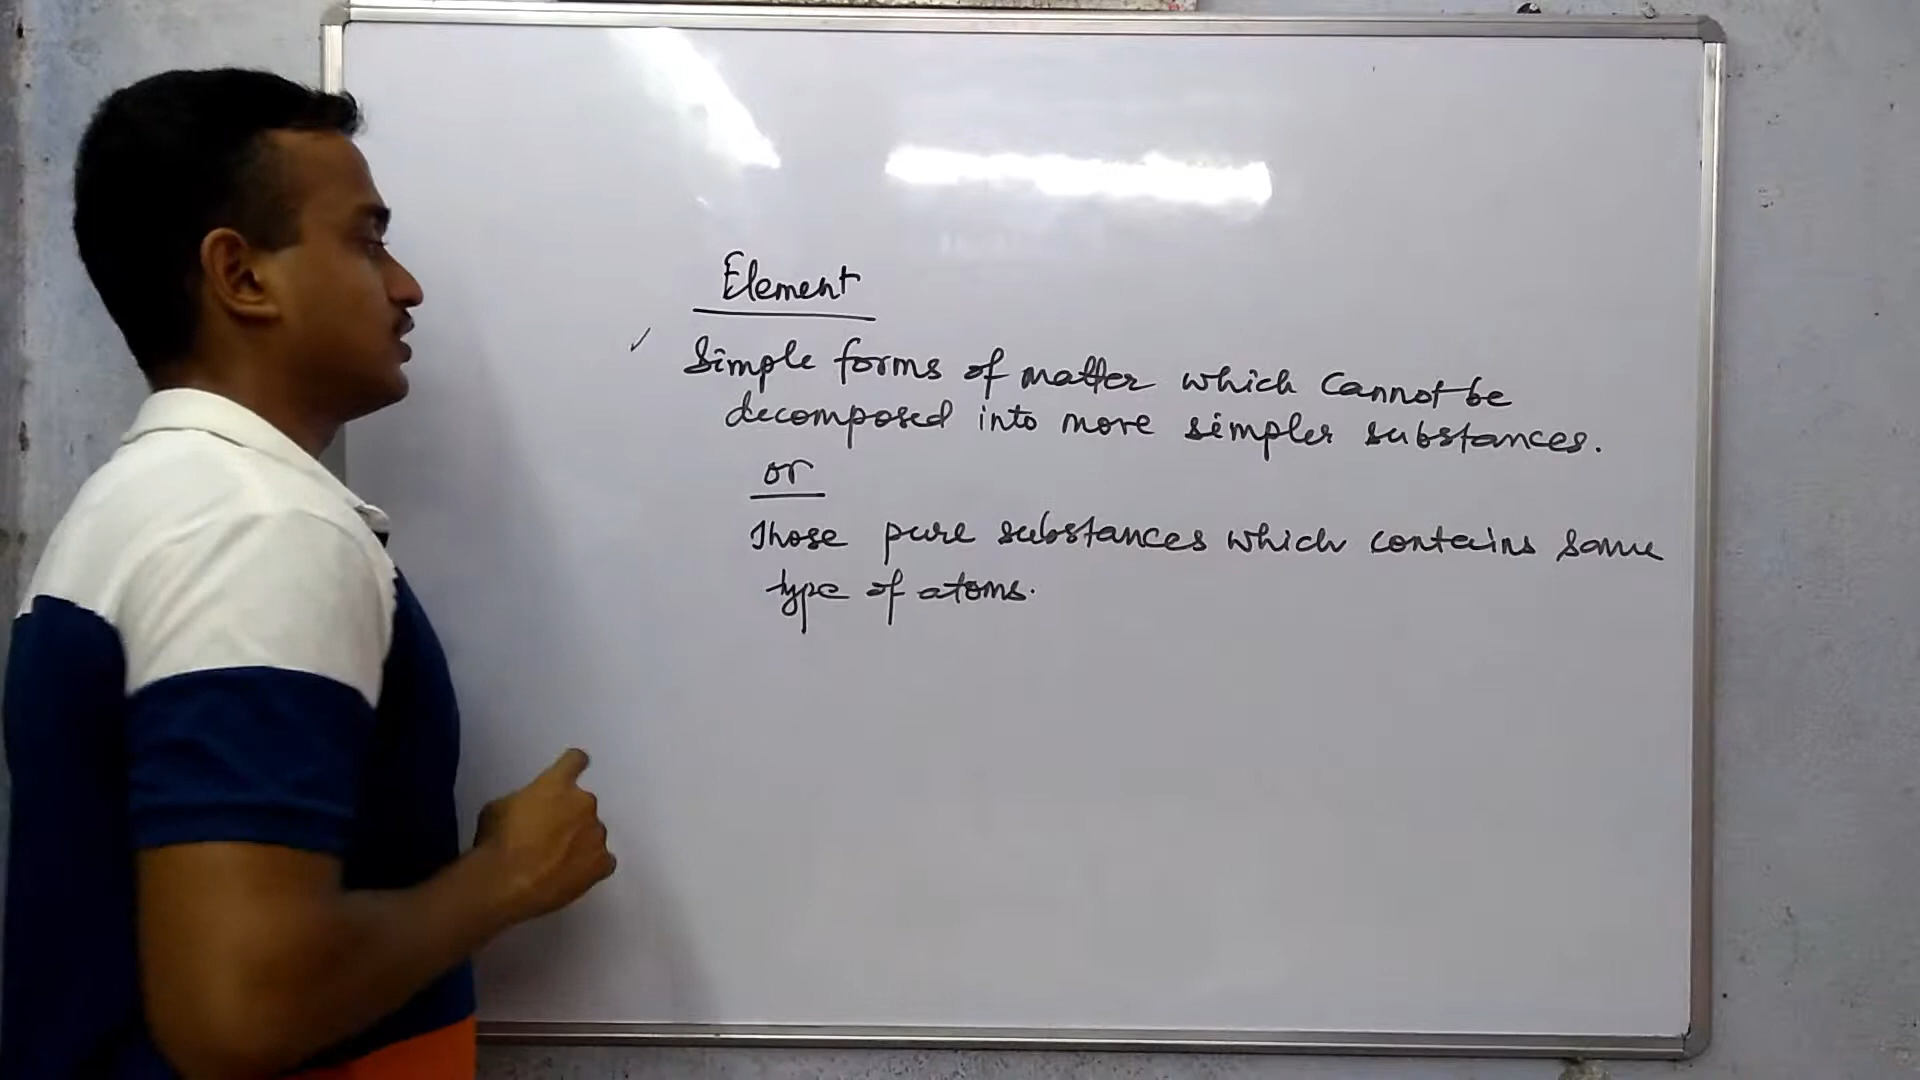 Element
✓ Simple forms of matter which cannot be
decomposed into more simpler substances.
or
Those pure substances which contains same
type of atoms.